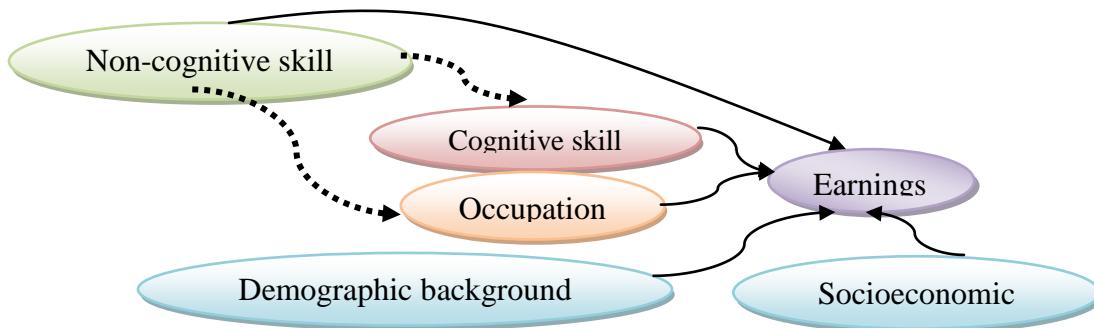 Non-cognitive skill
Cognitive skill
Earnings
Occupation
Demographic background
Socioeconomic